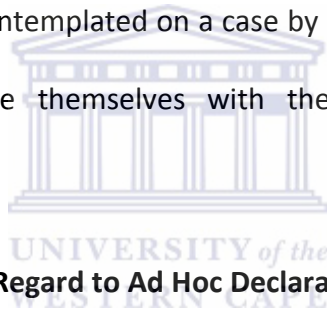 ntemplated on a case by
e themselves with the
UNIVERSITY of the
Regard to Ad Hoc Declara
WESTERN CAPE